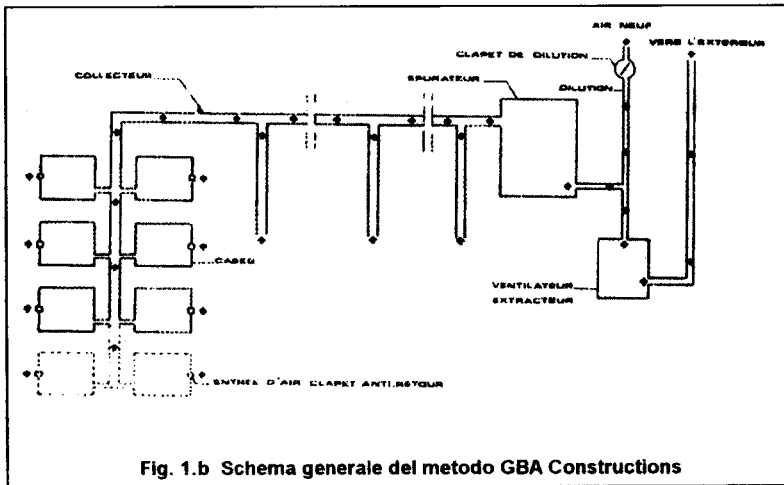 AIR NEUF
VERS L'EXTERIEUR
CLAPET DE DILUTION
COLLECTEUR
EPURATEUR
DILUTION
VENTILATEUR
EXTRACTEUR
ENTREE D'AIR CLAPET ANTI-RETOUR
Fig. 1.b Schema generale del metodo GBA Constructions